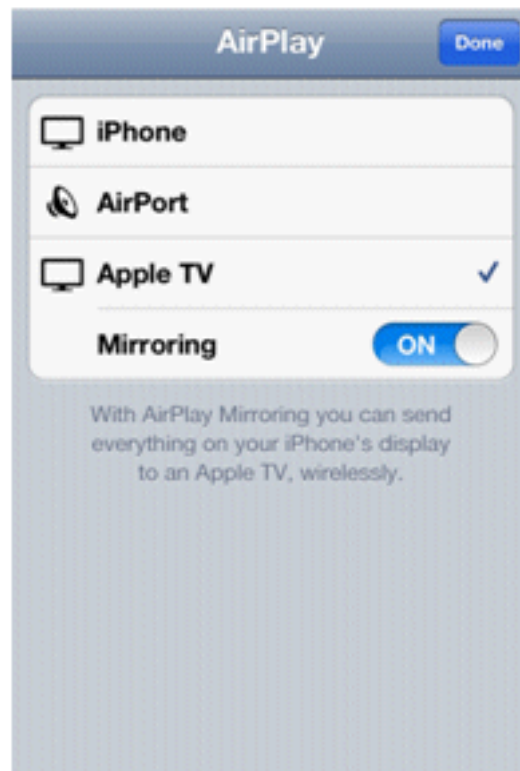 AirPlay
Done
iPhone
AirPort
Apple TV
Mirroring
ON
With AirPlay Mirroring you can send
everything on your iPhone's display
to an Apple TV, wirelessly.